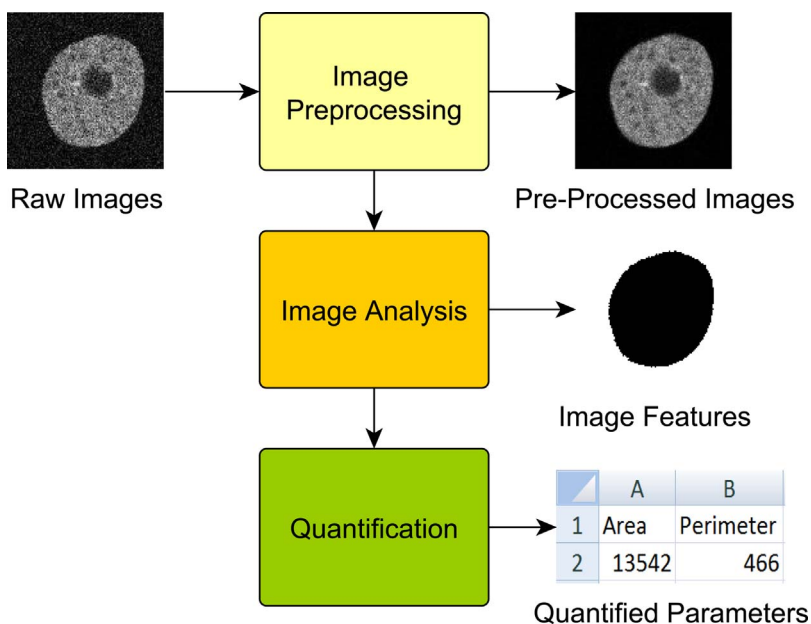 Image
Preprocessing
Raw Images
Pre-Processed Images
Image Analysis
Image Features
Quantification
A B
1 Area Perimeter
2 13542 466
Quantified Parameters